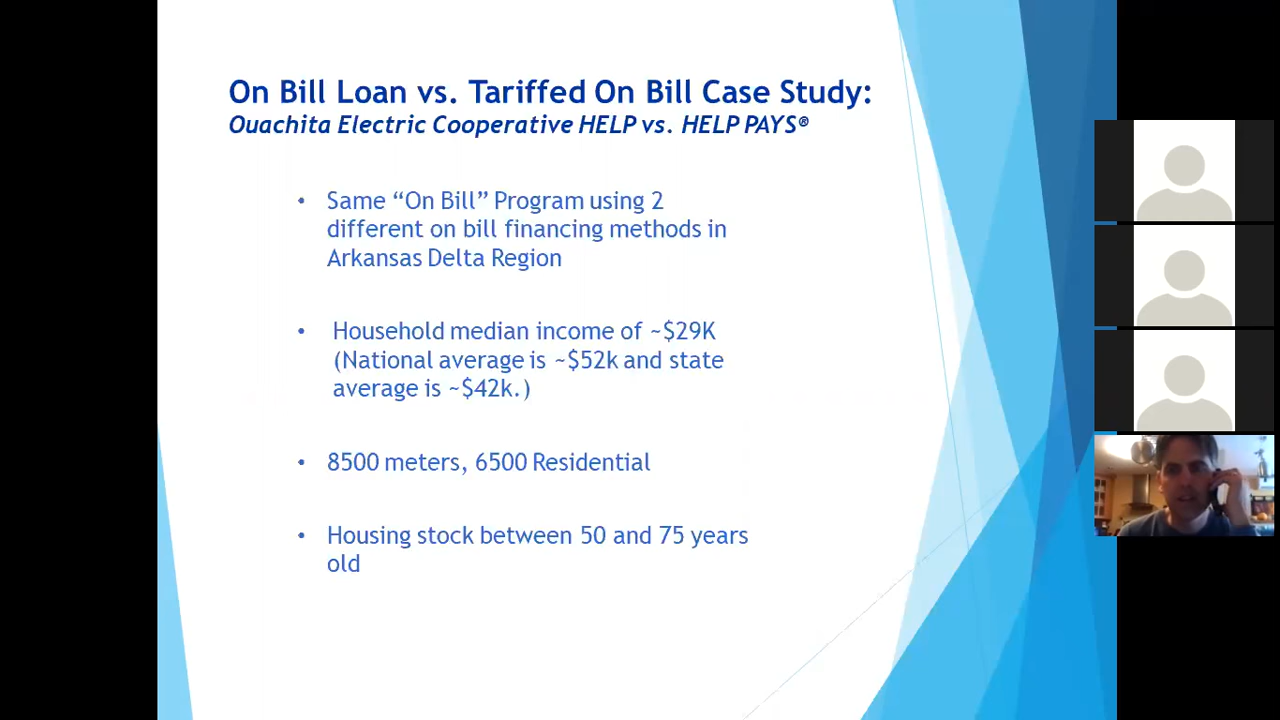 On Bill Loan vs. Tariffed On Bill Case Study:
Ouachita Electric Cooperative HELP vs. HELP PAYS®
• Same “On Bill” Program using 2
different on bill financing methods in
Arkansas Delta Region
• Household median income of ~$29K
(National average is ~$52k and state
average is ~$42k.)
• 8500 meters, 6500 Residential
• Housing stock between 50 and 75 years
old